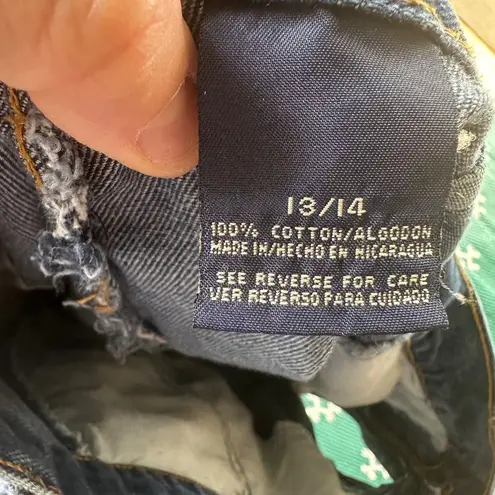 13/14
100% COTTON/ALGODON
MADE IN/HECHO EN NICARAGUA
SEE REVERSE FOR CARE
VER REVERSO PARA CUIDADO